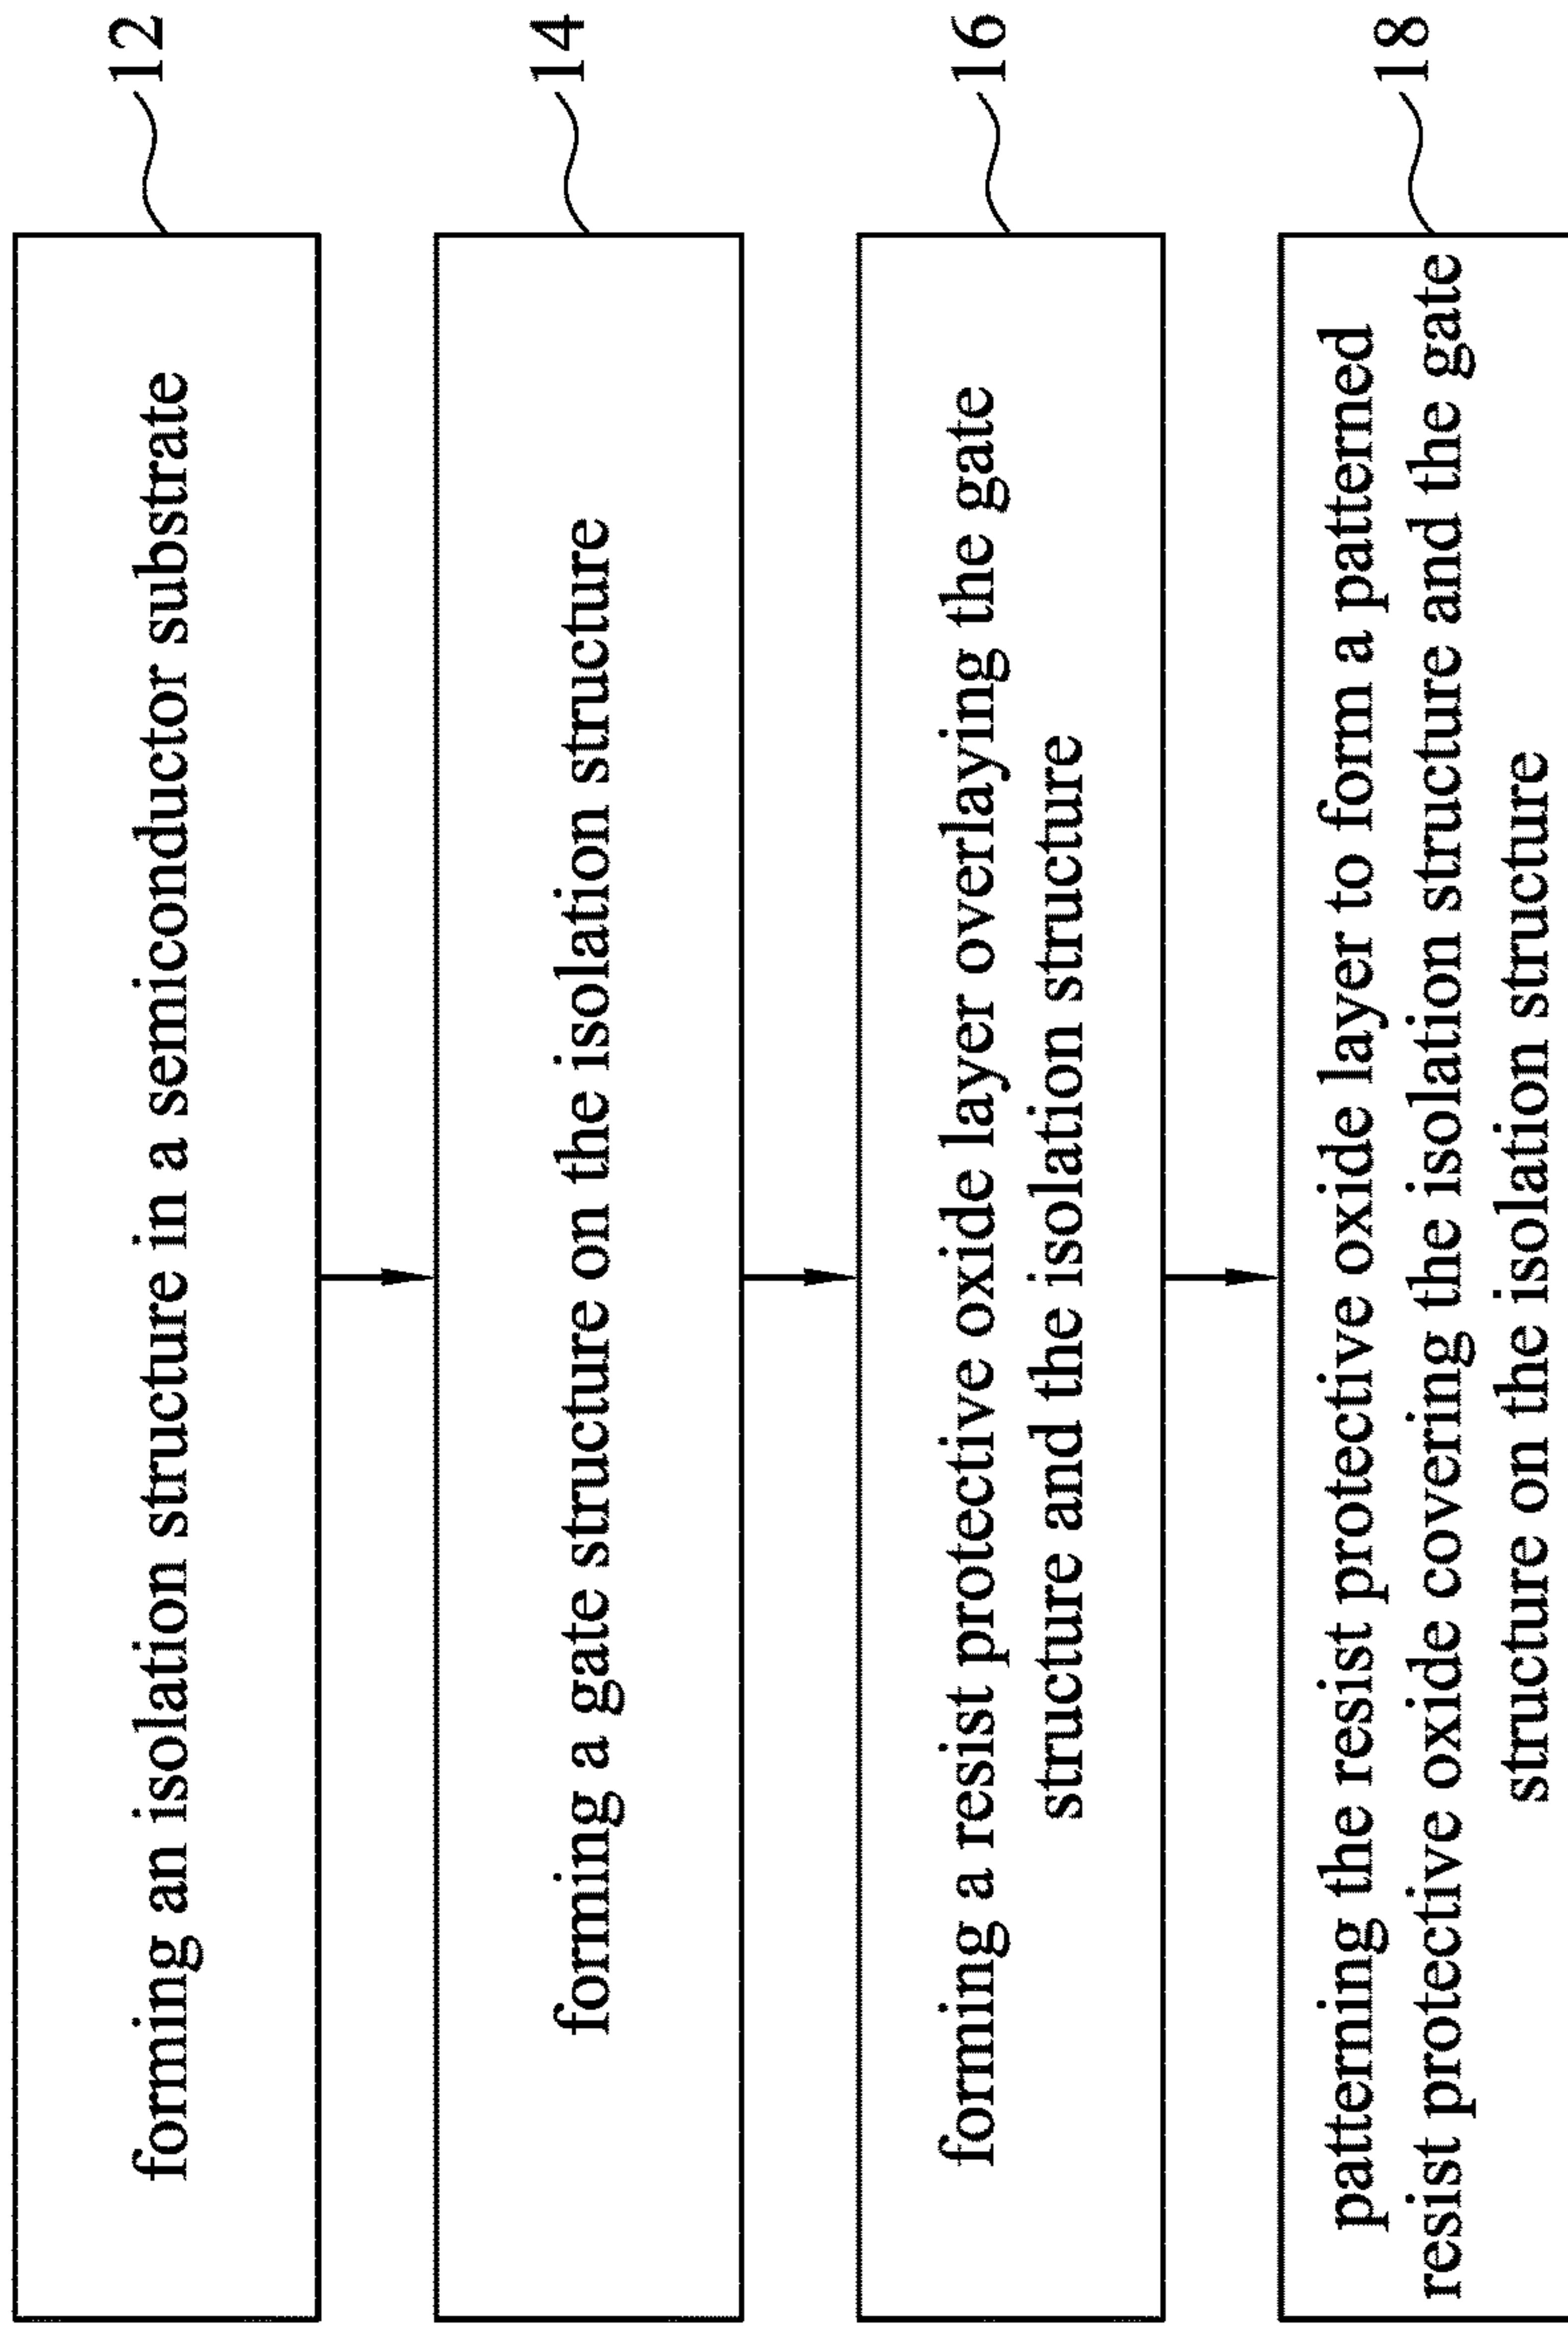 forming an isolation structure in a semiconductor substrate
12
forming a gate structure on the isolation structure
14
forming a resist protective oxide layer overlaying the gate
structure and the isolation structure
16
patterning the resist protective oxide layer to form a patterned
resist protective oxide covering the isolation structure and the gate
structure on the isolation structure
18